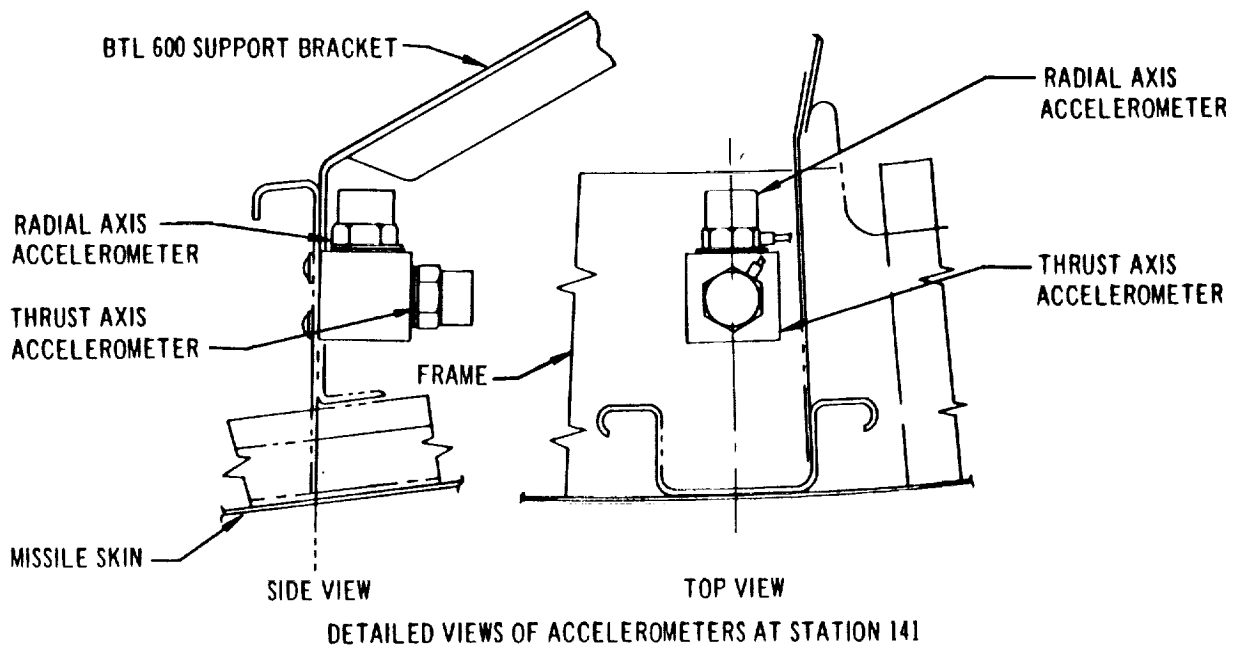 BTL 600 SUPPORT BRACKET
RADIAL AXIS
ACCELEROMETER
RADIAL AXIS
ACCELEROMETER
THRUST AXIS
ACCELEROMETER
THRUST AXIS
ACCELEROMETER
FRAME
MISSILE SKIN
SIDE VIEW
TOP VIEW
DETAILED VIEWS OF ACCELEROMETERS AT STATION 141